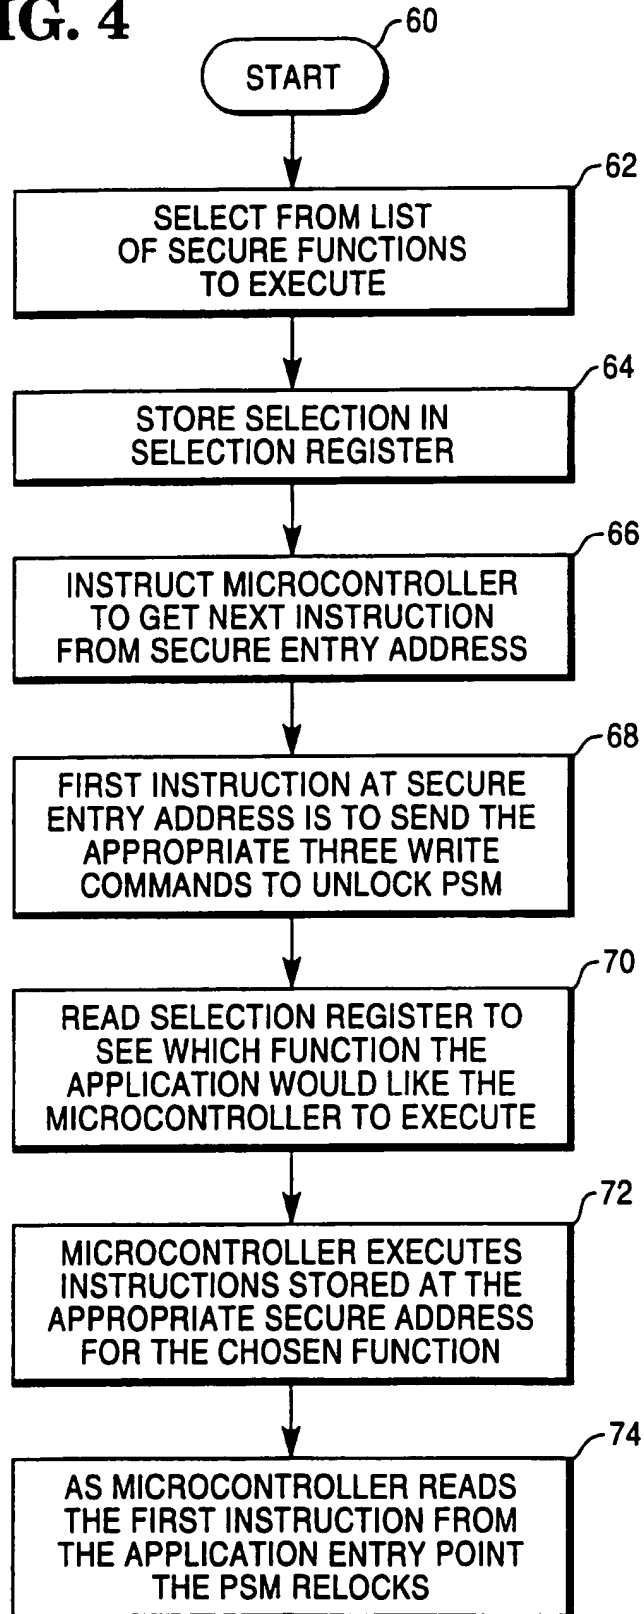 IG. 4
60
START
62
SELECT FROM LIST
OF SECURE FUNCTIONS
TO EXECUTE
64
STORE SELECTION IN
SELECTION REGISTER
66
INSTRUCT MICROCONTROLLER
TO GET NEXT INSTRUCTION
FROM SECURE ENTRY ADDRESS
68
FIRST INSTRUCTION AT SECURE
ENTRY ADDRESS IS TO SEND THE
APPROPRIATE THREE WRITE
COMMANDS TO UNLOCK PSM
70
READ SELECTION REGISTER TO
SEE WHICH FUNCTION THE
APPLICATION WOULD LIKE THE
MICROCONTROLLER TO EXECUTE
72
MICROCONTROLLER EXECUTES
INSTRUCTIONS STORED AT THE
APPROPRIATE SECURE ADDRESS
FOR THE CHOSEN FUNCTION
74
AS MICROCONTROLLER READS
THE FIRST INSTRUCTION FROM
THE APPLICATION ENTRY POINT
THE PSM RELOCKS